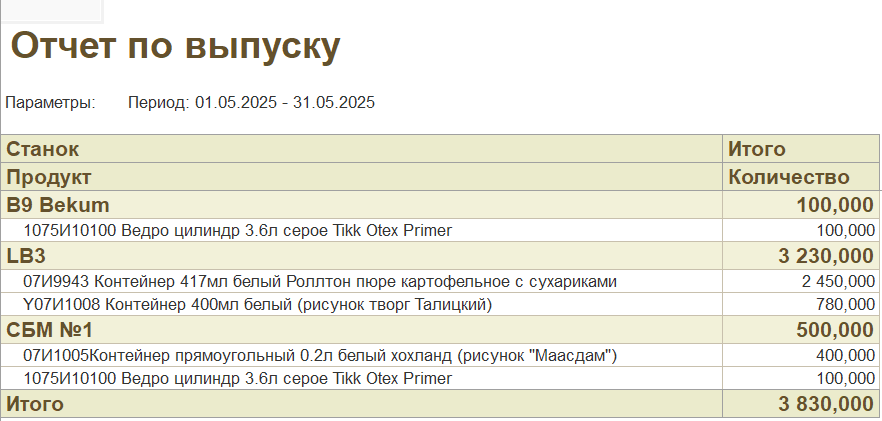 Отчет по выпуску
Параметры: Период: 01.05.2025 - 31.05.2025
Станок Итого
Продукт Количество
B9 Bekum 100,000
1075И10100 Ведро цилиндр 3.6л серое Tikk Otex Primer 100,000
LB3 3 230,000
07И9943 Контейнер 417мл белый Роллтон пюре картофельное с сухариками 2 450,000
Y07И1008 Контейнер 400мл белый (рисунок творг Талицкий) 780,000
СБМ №1 500,000
07И1005Контейнер прямоугольный 0.2л белый хохланд (рисунок "Маасдам") 400,000
1075И10100 Ведро цилиндр 3.6л серое Tikk Otex Primer 100,000
Итого 3 830,000